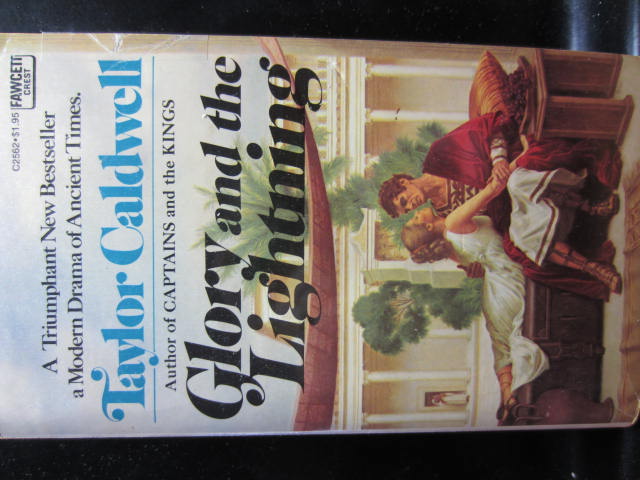 FAWCETT
CREST
C2562 • $1.95
A Triumphant New Bestseller
a Modern Drama of Ancient Times.
Taylor Caldwell
Author of CAPTAINS and the KINGS
Glory and the
Lightning